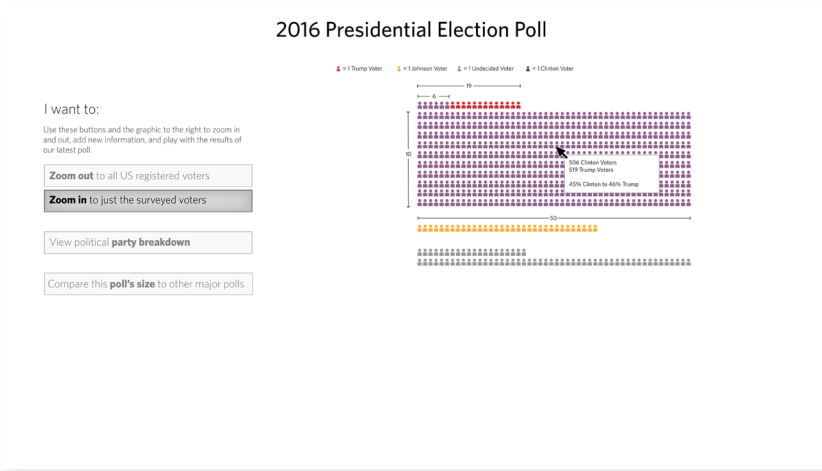 2016 Presidential Election Poll
= 1 Trump Voter = 1 Johnson Voter = 1 Undecided Voter = 1 Clinton Voter
19
6
I want to:
Use these buttons and the graphic to the right to zoom in
and out, add new information, and play with the results of
our latest poll.
Zoom out to all US registered voters
Zoom in to just the surveyed voters
View political party breakdown
Compare this poll's size to other major polls
10
506 Clinton Voters
519 Trump Voters
45% Clinton to 46% Trump
50